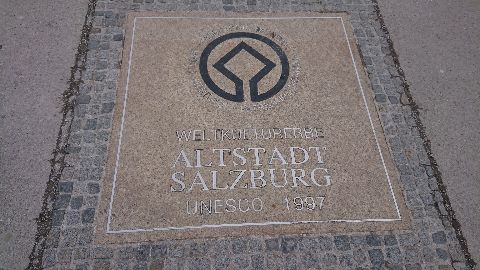 WELTKULTURERBE
ALTSTADT
SALZBURG
UNESCO 1997